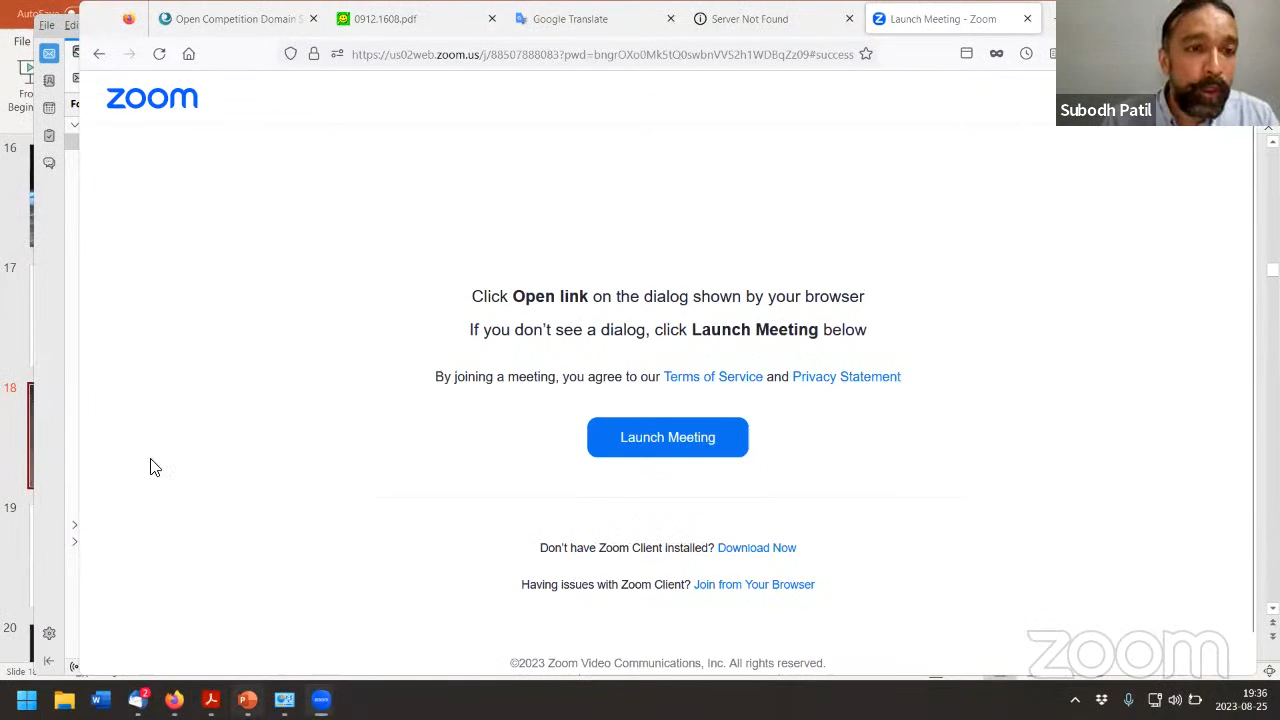 Open Competition Domain S
0912.1608.pdf
Google Translate
Server Not Found
Launch Meeting - Zoom
https://us02web.zoom.us/j/88507888083?pwd=bngrQXo0Mk5tQ0swbnVVS2h1WDBqZz09#success
Subodh Patil
zoom
16
17
18
19
20
Click Open link on the dialog shown by your browser
If you don't see a dialog, click Launch Meeting below
By joining a meeting, you agree to our Terms of Service and Privacy Statement
Launch Meeting
Don't have Zoom Client installed? Download Now
Having issues with Zoom Client? Join from Your Browser
©2023 Zoom Video Communications, Inc. All rights reserved.
zoom
2
19:36
2023-08-25